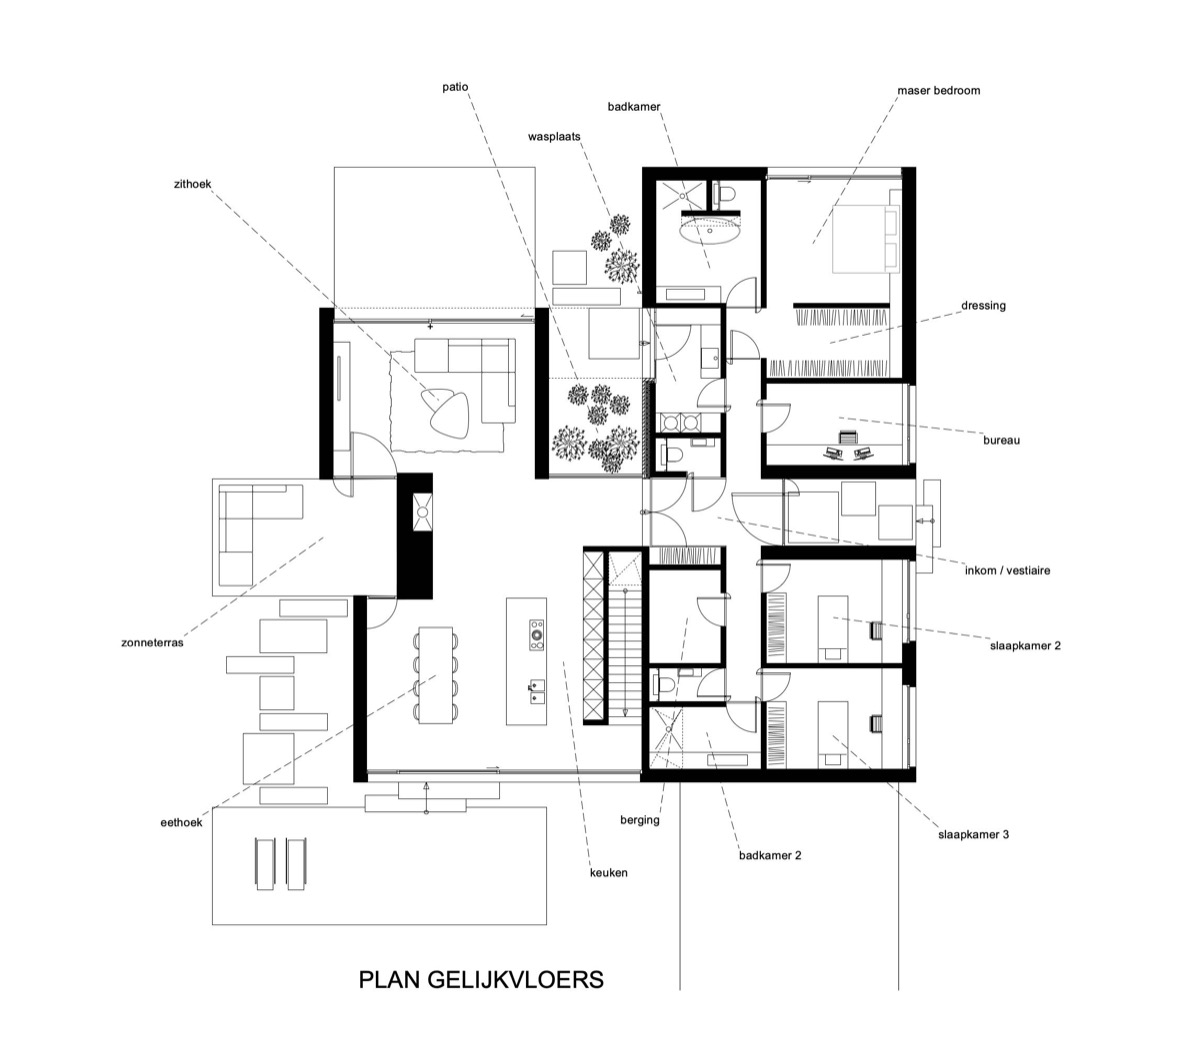 patio
maser bedroom
badkamer
wasplaats
zithoek
dressing
bureau
inkom / vestiaire
zonneterras
slaapkamer 2
eethoek
berging
slaapkamer 3
badkamer 2
keuken
PLAN GELIJKVLOERS